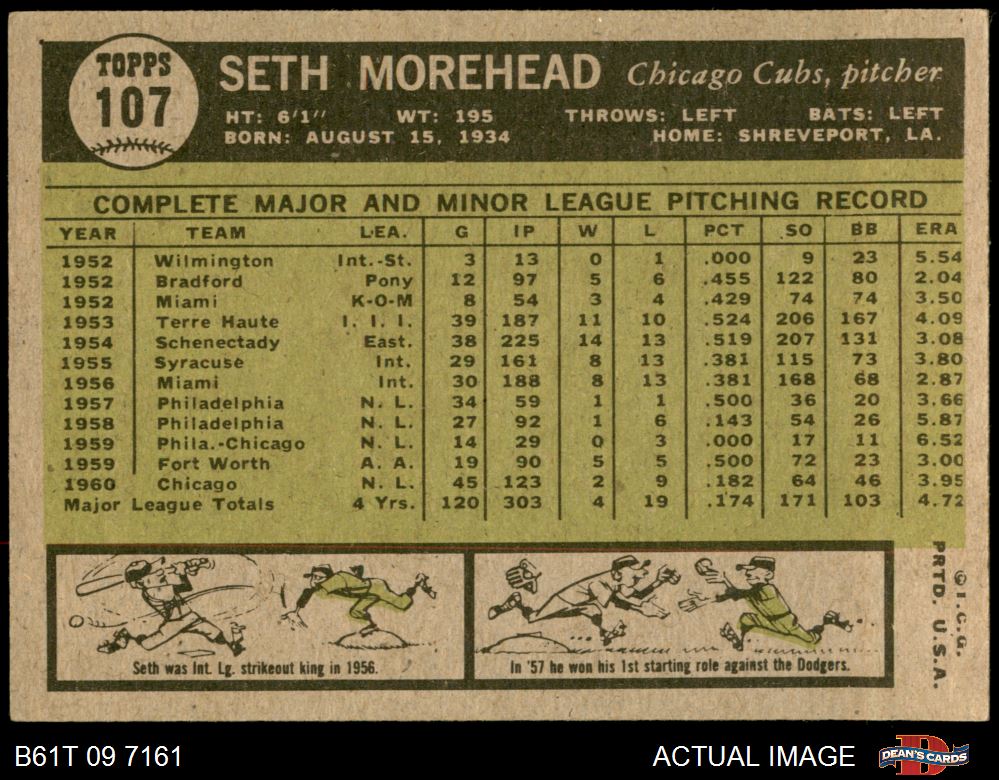 TOPPS
107
SETH MOREHEAD Chicago Cubs, pitcher
HT: 6'1" WT: 195 THROWS: LEFT BATS: LEFT
BORN: AUGUST 15, 1934 HOME: SHREVEPORT, LA.
COMPLETE MAJOR AND MINOR LEAGUE PITCHING RECORD
YEAR TEAM LEA. G IP W L PCT SO BB ERA
1952 Wilmington Int.-St. 3 13 0 1 .000 9 23 5.54
1952 Bradford Pony 12 97 5 6 .455 122 80 2.04
1952 Miami K-O-M 8 54 3 4 .429 74 74 3.50
1953 Terre Haute I. I. I. 39 187 11 10 .524 206 167 4.09
1954 Schenectady East. 38 225 14 13 .519 207 131 3.08
1955 Syracuse Int. 29 161 8 13 .381 115 73 3.80
1956 Miami Int. 30 188 8 13 .381 168 68 2.87
1957 Philadelphia N. L. 34 59 1 1 .500 36 20 3.66
1958 Philadelphia N. L. 27 92 1 6 .143 54 26 5.87
1959 Phila.-Chicago N. L. 14 29 0 3 .000 17 11 6.52
1959 Fort Worth A. A. 19 90 5 5 .500 72 23 3.00
1960 Chicago N. L. 45 123 2 9 .182 64 46 3.95
Major League Totals 4 Yrs. 120 303 4 19 .174 171 103 4.72
Seth was Int. Lg. strikeout king in 1956.
In '57 he won his 1st starting role against the Dodgers.
© T.C.G.
PRTD. U.S.A.
B61T 09 7161
ACTUAL IMAGE
DEAN'S CARDS